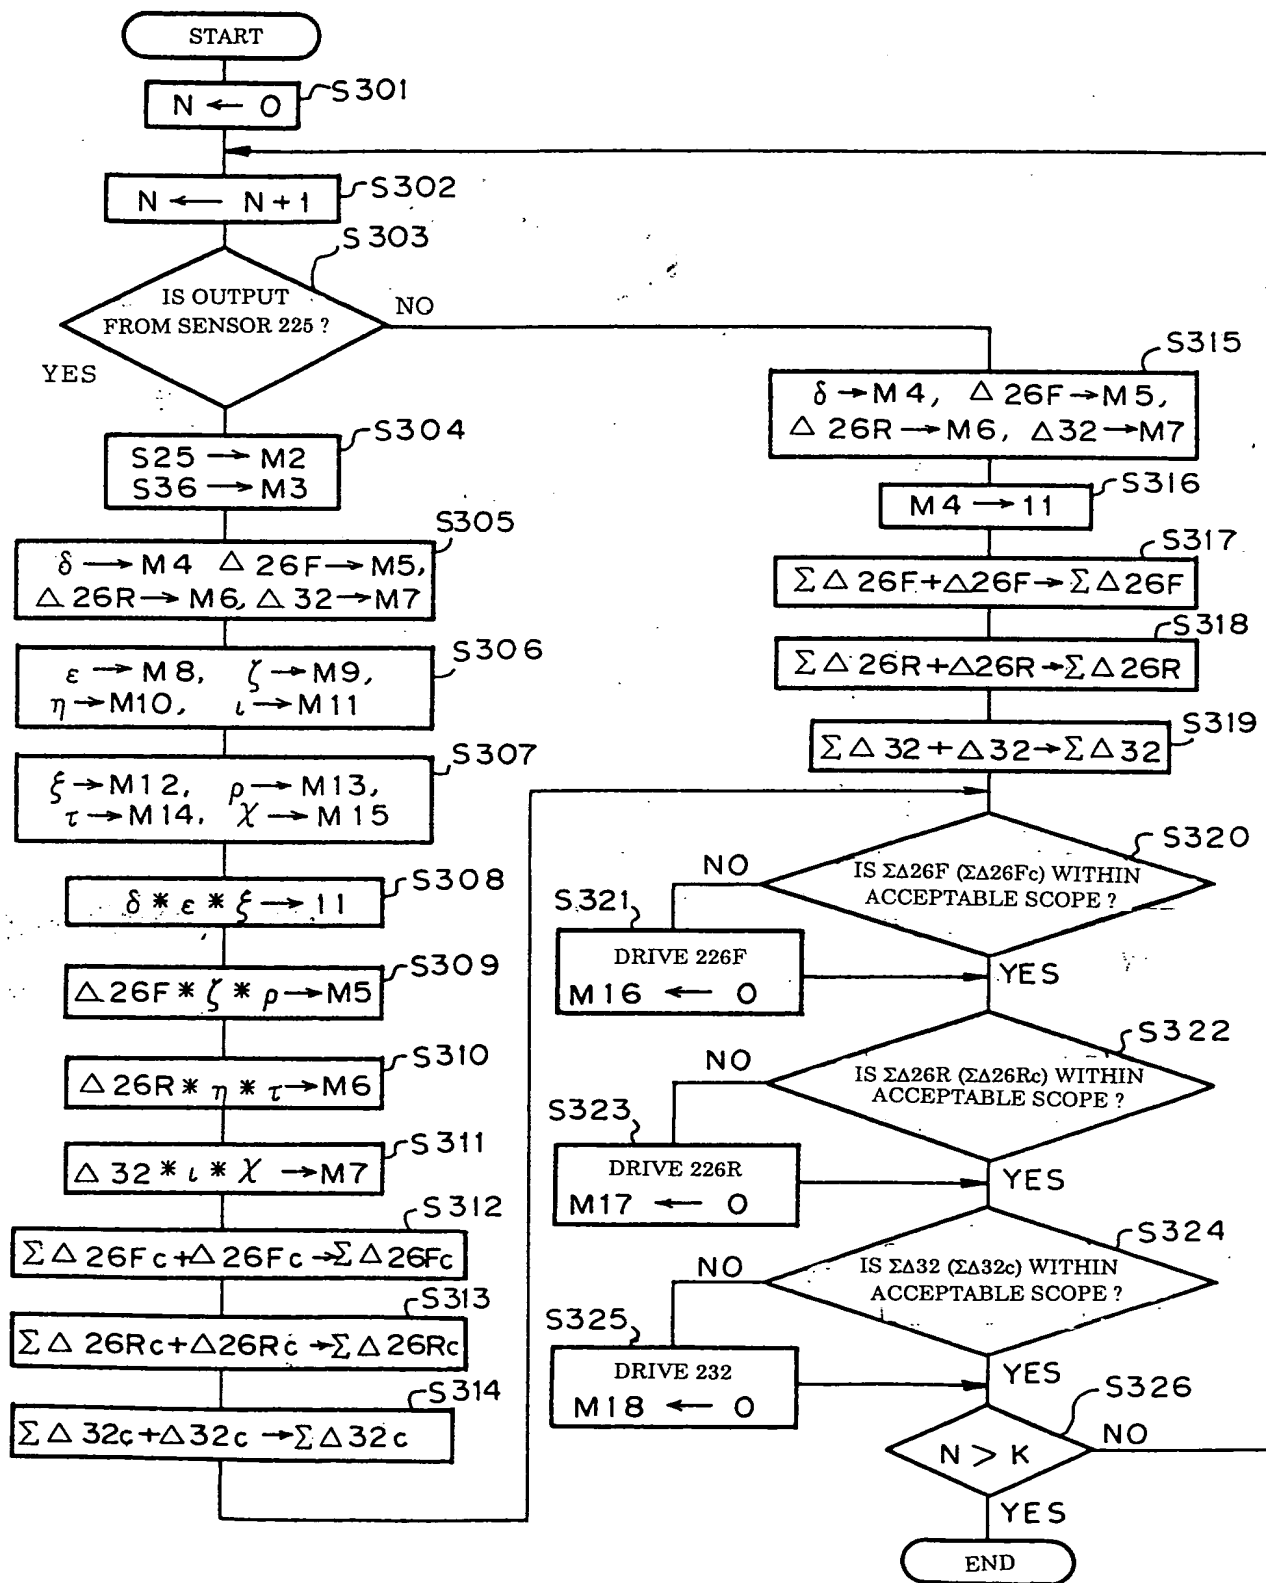 START
N ← 0
S301
N ← N+1
S302
S303
IS OUTPUT
FROM SENSOR 225 ?
NO
YES
S304
S25 → M2
S36 → M3
S305
δ → M4 △26F → M5,
△26R → M6, △32 → M7
S306
ε → M8, ζ → M9,
η → M10, ι → M11
S307
ξ → M12, ρ → M13,
τ → M14, χ → M15
S308
δ * ε * ξ → 11
S309
△26F * ζ * ρ → M5
S310
△26R * η * τ → M6
S311
△32 * ι * χ → M7
S312
Σ△26Fc+△26Fc → Σ△26Fc
S313
Σ△26Rc+△26Rc → Σ△26Rc
S314
Σ△32c+△32c → Σ△32c
S315
δ → M4, △26F → M5,
△26R → M6, △32 → M7
S316
M4 → 11
S317
Σ△26F+△26F → Σ△26F
S318
Σ△26R+△26R → Σ△26R
S319
Σ△32+△32 → Σ△32
S320
IS ΣΔ26F (ΣΔ26Fc) WITHIN
ACCEPTABLE SCOPE ?
NO
S321
DRIVE 226F
M16 ← 0
YES
S322
IS ΣΔ26R (ΣΔ26Rc) WITHIN
ACCEPTABLE SCOPE ?
NO
S323
DRIVE 226R
M17 ← 0
YES
S324
IS ΣΔ32 (ΣΔ32c) WITHIN
ACCEPTABLE SCOPE ?
NO
S325
DRIVE 232
M18 ← 0
YES
S326
N > K
NO
YES
END